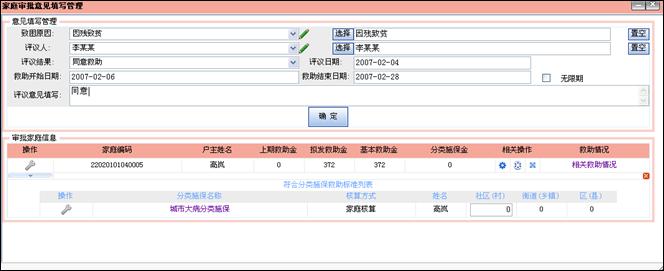 家庭审批意见填写管理
意见填写管理
致困原因: 因残致贫 选择 因残致贫 置空
评议人: 李某某 选择 李某某 置空
评议结果: 同意救助 评议日期: 2007-02-04
救助开始日期: 2007-02-06 救助结束日期: 2007-02-28 无限期
评议意见填写: 同意
确 定
审批家庭信息
操作 家庭编码 户主姓名 上期救助金 拟发救助金 基本救助金 分类施保金 相关操作 救助情况
22020101040005 高岚 0 372 372 0 相关救助情况
符合分类施保救助标准列表
操作 分类施保名称 核算方式 姓名 社区(村) 街道(乡镇) 区(县)
城市大病分类施保 家庭核算 高岚 0 0 0